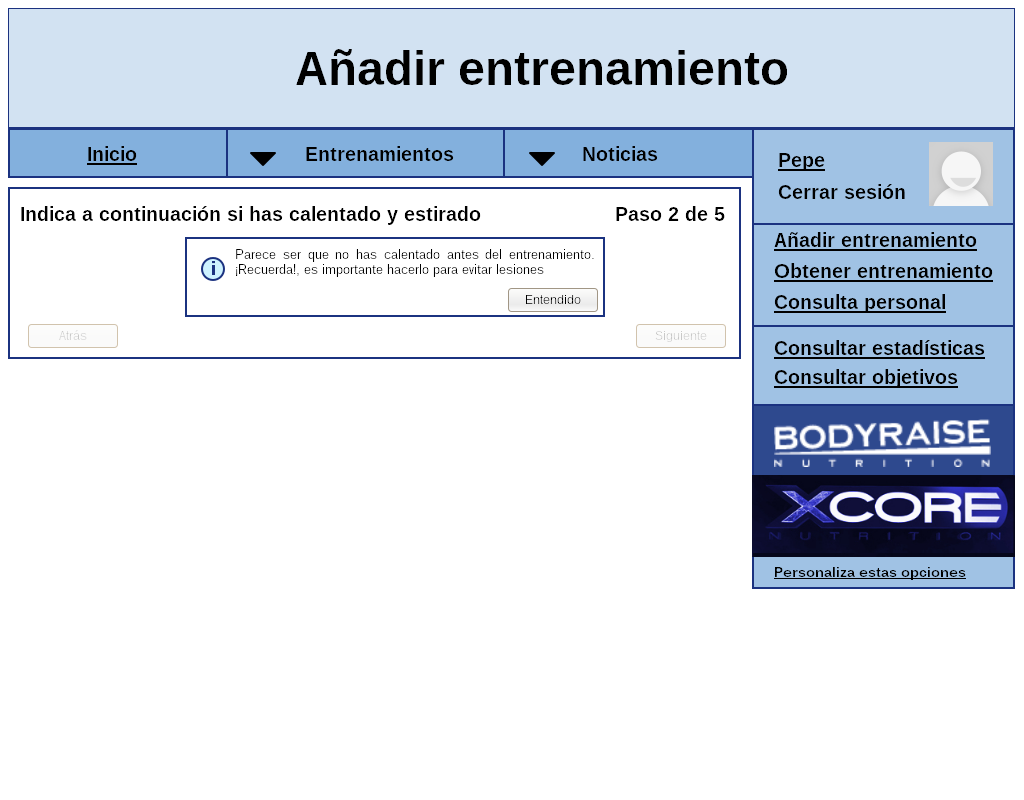 Añadir entrenamiento
Inicio
Entrenamientos
Noticias
Pepe
Cerrar sesión
Indica a continuación si has calentado y estirado
Paso 2 de 5
i
Parece ser que no has calentado antes del entrenamiento.
¡Recuerda!, es importante hacerlo para evitar lesiones
Entendido
Atrás
Siguiente
Añadir entrenamiento
Obtener entrenamiento
Consulta personal
Consultar estadísticas
Consultar objetivos
BODYRAISE
NUTRITION
XCORE
NUTRITION
Personaliza estas opciones